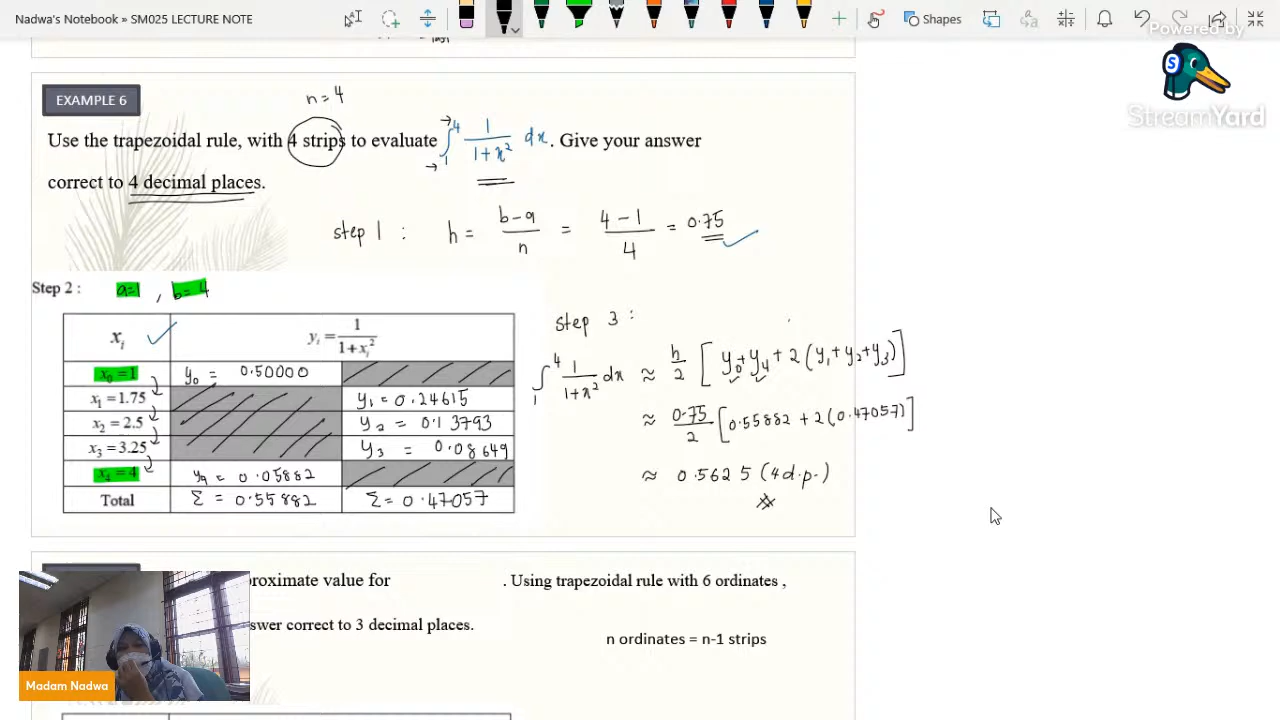 Nadwa's Notebook » SM025 LECTURE NOTE
Shapes
Powered by
StreamYard
EXAMPLE 6
n = 4
Use the trapezoidal rule, with 4 strips to evaluate ∫₁⁴ 1/(1+x²) dx. Give your answer
correct to 4 decimal places.
step 1 : h = (b-a)/n = (4-1)/4 = 0.75
Step 2 : a=1 , b=4
xᵢ yᵢ = 1/(1+xᵢ²)
x₀ = 1 y₀ = 0.50000
x₁ = 1.75 y₁ = 0.24615
x₂ = 2.5 y₂ = 0.13793
x₃ = 3.25 y₃ = 0.08649
x₄ = 4 y₄ = 0.05882
Total Σ = 0.55882 Σ = 0.47057
step 3 :
∫₁⁴ 1/(1+x²) dx ≈ h/2 [y₀+y₄+2(y₁+y₂+y₃)]
≈ 0.75/2 [0.55882 + 2(0.47057)]
≈ 0.5625 (4d.p.)
. Using trapezoidal rule with 6 ordinates ,
correct to 3 decimal places.
n ordinates = n-1 strips
Madam Nadwa